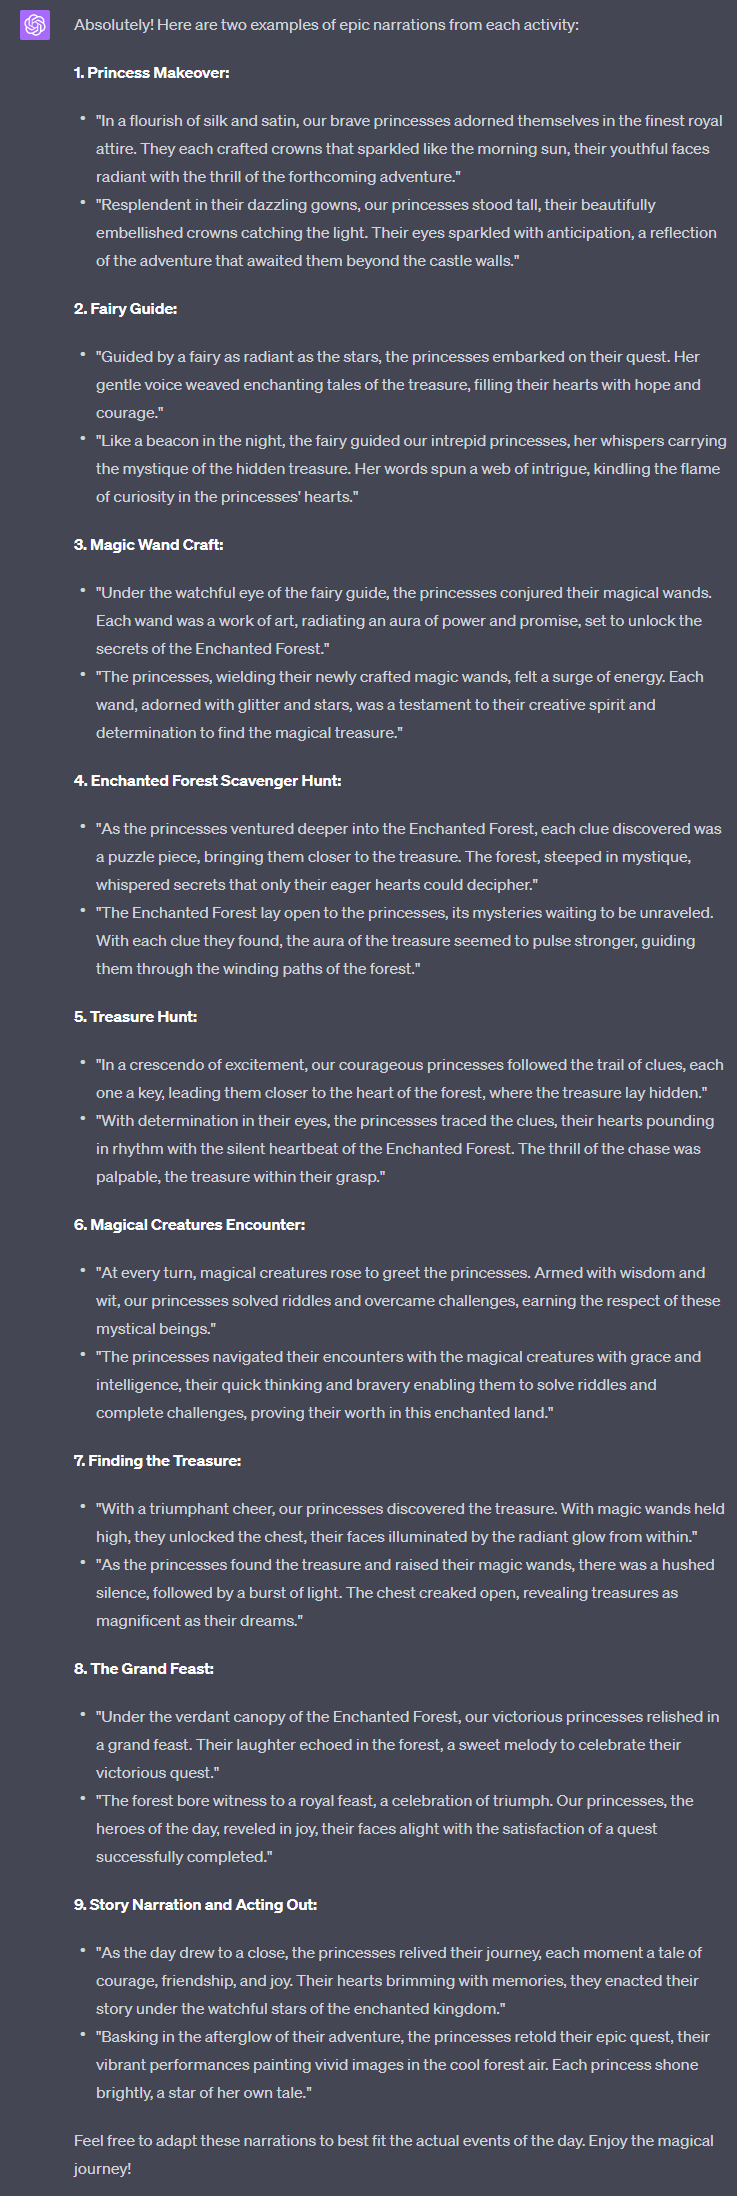 Absolutely! Here are two examples of epic narrations from each activity:
1. Princess Makeover:
• "In a flourish of silk and satin, our brave princesses adorned themselves in the finest royal
attire. They each crafted crowns that sparkled like the morning sun, their youthful faces
radiant with the thrill of the forthcoming adventure."
• "Resplendent in their dazzling gowns, our princesses stood tall, their beautifully
embellished crowns catching the light. Their eyes sparkled with anticipation, a reflection
of the adventure that awaited them beyond the castle walls."
2. Fairy Guide:
• "Guided by a fairy as radiant as the stars, the princesses embarked on their quest. Her
gentle voice weaved enchanting tales of the treasure, filling their hearts with hope and
courage."
• "Like a beacon in the night, the fairy guided our intrepid princesses, her whispers carrying
the mystique of the hidden treasure. Her words spun a web of intrigue, kindling the flame
of curiosity in the princesses' hearts."
3. Magic Wand Craft:
• "Under the watchful eye of the fairy guide, the princesses conjured their magical wands.
Each wand was a work of art, radiating an aura of power and promise, set to unlock the
secrets of the Enchanted Forest."
• "The princesses, wielding their newly crafted magic wands, felt a surge of energy. Each
wand, adorned with glitter and stars, was a testament to their creative spirit and
determination to find the magical treasure."
4. Enchanted Forest Scavenger Hunt:
• "As the princesses ventured deeper into the Enchanted Forest, each clue discovered was
a puzzle piece, bringing them closer to the treasure. The forest, steeped in mystique,
whispered secrets that only their eager hearts could decipher."
• "The Enchanted Forest lay open to the princesses, its mysteries waiting to be unraveled.
With each clue they found, the aura of the treasure seemed to pulse stronger, guiding
them through the winding paths of the forest."
5. Treasure Hunt:
• "In a crescendo of excitement, our courageous princesses followed the trail of clues, each
one a key, leading them closer to the heart of the forest, where the treasure lay hidden."
• "With determination in their eyes, the princesses traced the clues, their hearts pounding
in rhythm with the silent heartbeat of the Enchanted Forest. The thrill of the chase was
palpable, the treasure within their grasp."
6. Magical Creatures Encounter:
• "At every turn, magical creatures rose to greet the princesses. Armed with wisdom and
wit, our princesses solved riddles and overcame challenges, earning the respect of these
mystical beings."
• "The princesses navigated their encounters with the magical creatures with grace and
intelligence, their quick thinking and bravery enabling them to solve riddles and
complete challenges, proving their worth in this enchanted land."
7. Finding the Treasure:
• "With a triumphant cheer, our princesses discovered the treasure. With magic wands held
high, they unlocked the chest, their faces illuminated by the radiant glow from within."
• "As the princesses found the treasure and raised their magic wands, there was a hushed
silence, followed by a burst of light. The chest creaked open, revealing treasures as
magnificent as their dreams."
8. The Grand Feast:
• "Under the verdant canopy of the Enchanted Forest, our victorious princesses relished in
a grand feast. Their laughter echoed in the forest, a sweet melody to celebrate their
victorious quest."
• "The forest bore witness to a royal feast, a celebration of triumph. Our princesses, the
heroes of the day, reveled in joy, their faces alight with the satisfaction of a quest
successfully completed."
9. Story Narration and Acting Out:
• "As the day drew to a close, the princesses relived their journey, each moment a tale of
courage, friendship, and joy. Their hearts brimming with memories, they enacted their
story under the watchful stars of the enchanted kingdom."
• "Basking in the afterglow of their adventure, the princesses retold their epic quest, their
vibrant performances painting vivid images in the cool forest air. Each princess shone
brightly, a star of her own tale."
Feel free to adapt these narrations to best fit the actual events of the day. Enjoy the magical
journey!